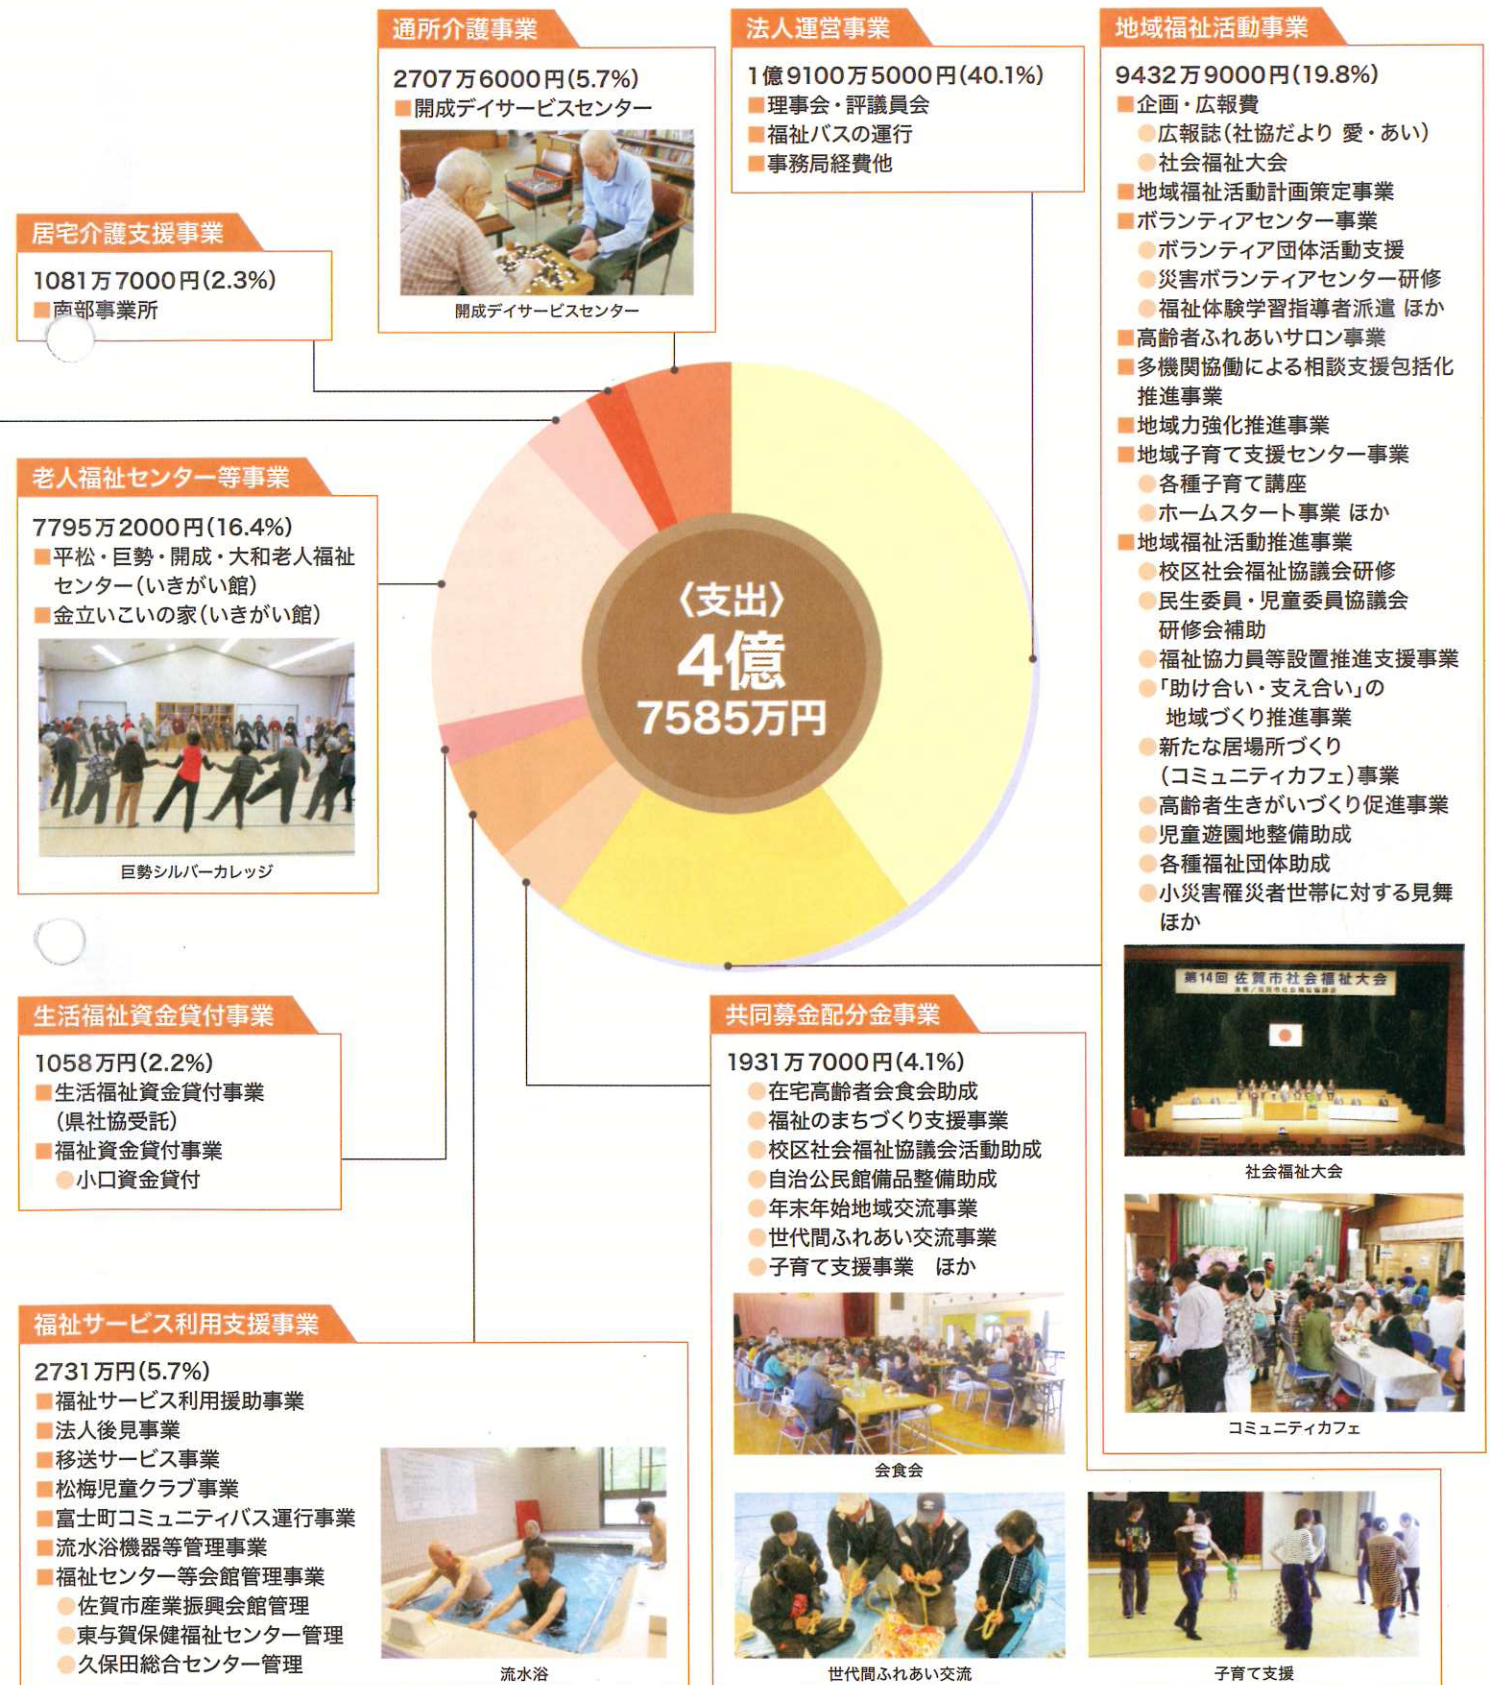 通所介護事業
2707万6000円(5.7%)
■開成デイサービスセンター
開成デイサービスセンター
法人運営事業
1億9100万5000円(40.1%)
■理事会・評議員会
■福祉バスの運行
■事務局経費他
地域福祉活動事業
9432万9000円(19.8%)
■企画・広報費
●広報誌(社協だより 愛・あい)
●社会福祉大会
■地域福祉活動計画策定事業
■ボランティアセンター事業
●ボランティア団体活動支援
●災害ボランティアセンター研修
●福祉体験学習指導者派遣 ほか
■高齢者ふれあいサロン事業
■多機関協働による相談支援包括化
推進事業
■地域力強化推進事業
■地域子育て支援センター事業
●各種子育て講座
●ホームスタート事業 ほか
■地域福祉活動推進事業
●校区社会福祉協議会研修
●民生委員・児童委員協議会
研修会補助
●福祉協力員等設置推進支援事業
●「助け合い・支え合い」の
地域づくり推進事業
●新たな居場所づくり
(コミュニティカフェ)事業
●高齢者生きがいづくり促進事業
●児童遊園地整備助成
●各種福祉団体助成
●小災害罹災者世帯に対する見舞
ほか
第14回 佐賀市社会福祉大会
社会福祉大会
コミュニティカフェ
居宅介護支援事業
1081万7000円(2.3%)
■南部事業所
老人福祉センター等事業
7795万2000円(16.4%)
■平松・巨勢・開成・大和老人福祉
センター(いきがい館)
■金立いこいの家(いきがい館)
巨勢シルバーカレッジ
〈支出〉
4億
7585万円
生活福祉資金貸付事業
1058万円(2.2%)
■生活福祉資金貸付事業
(県社協受託)
■福祉資金貸付事業
●小口資金貸付
共同募金配分金事業
1931万7000円(4.1%)
●在宅高齢者会食会助成
●福祉のまちづくり支援事業
●校区社会福祉協議会活動助成
●自治公民館備品整備助成
●年末年始地域交流事業
●世代間ふれあい交流事業
●子育て支援事業　ほか
会食会
世代間ふれあい交流
子育て支援
福祉サービス利用支援事業
2731万円(5.7%)
■福祉サービス利用援助事業
■法人後見事業
■移送サービス事業
■松梅児童クラブ事業
■富士町コミュニティバス運行事業
■流水浴機器等管理事業
■福祉センター等会館管理事業
●佐賀市産業振興会館管理
●東与賀保健福祉センター管理
●久保田総合センター管理
流水浴